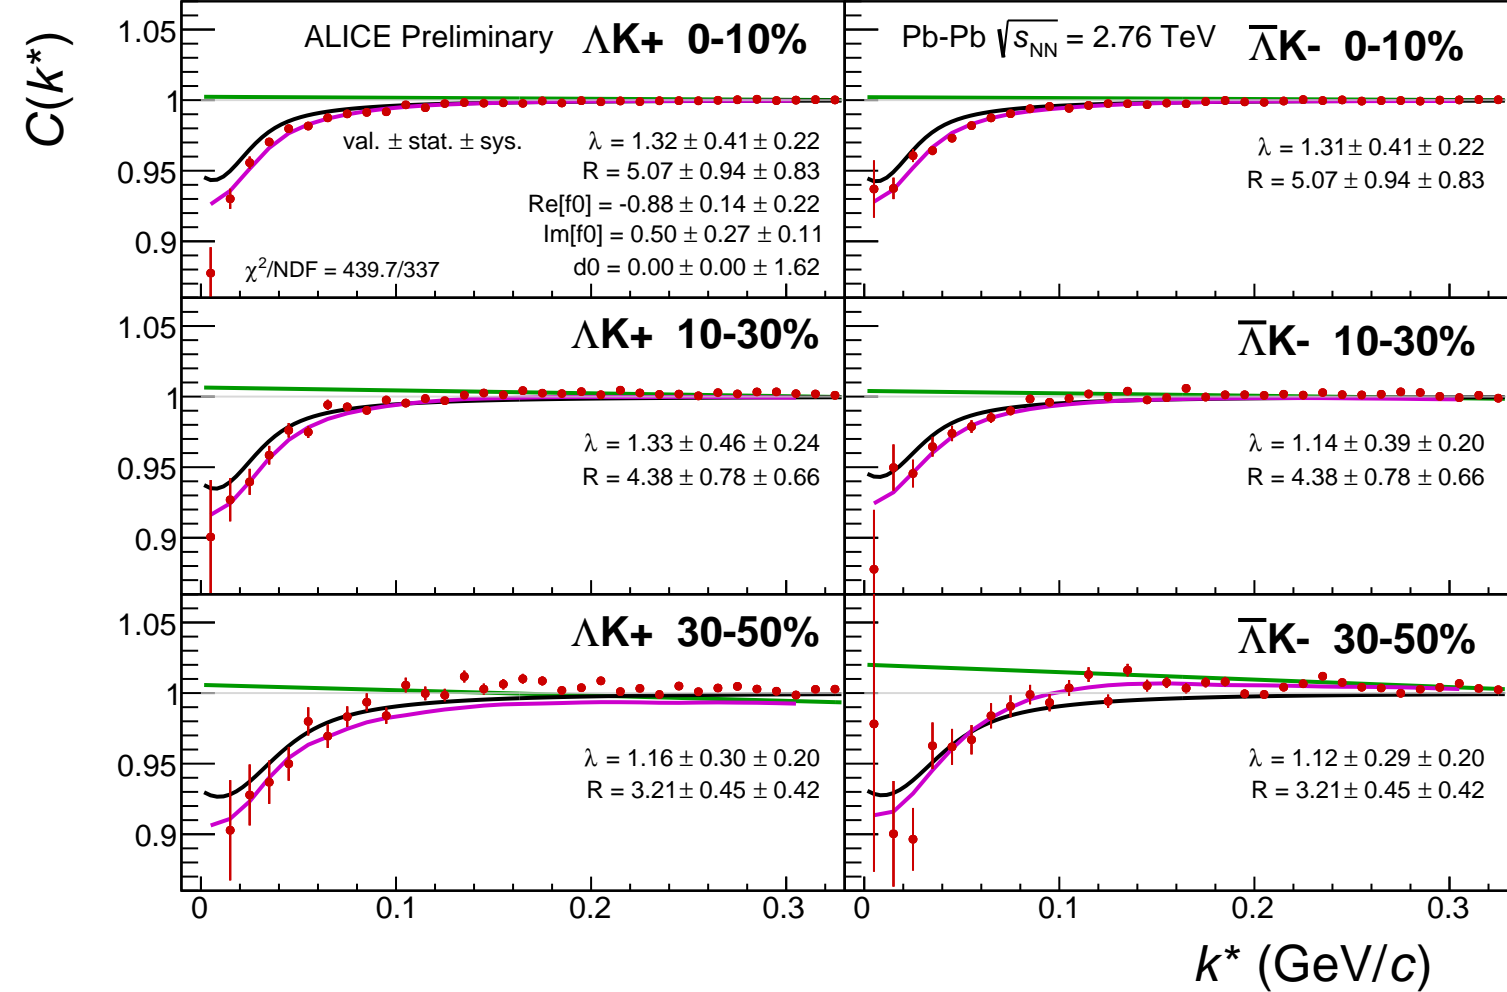 C(k*)
ALICE Preliminary ΛK+ 0-10%
1.05
1
0.95
0.9
val. ± stat. ± sys.
λ = 1.32 ± 0.41 ± 0.22
R = 5.07 ± 0.94 ± 0.83
Re[f0] = -0.88 ± 0.14 ± 0.22
Im[f0] = 0.50 ± 0.27 ± 0.11
d0 = 0.00 ± 0.00 ± 1.62
χ²/NDF = 439.7/337
Pb-Pb √sNN = 2.76 TeV Λ̅K- 0-10%
λ = 1.31 ± 0.41 ± 0.22
R = 5.07 ± 0.94 ± 0.83
ΛK+ 10-30%
1.05
1
0.95
0.9
λ = 1.33 ± 0.46 ± 0.24
R = 4.38 ± 0.78 ± 0.66
Λ̅K- 10-30%
λ = 1.14 ± 0.39 ± 0.20
R = 4.38 ± 0.78 ± 0.66
ΛK+ 30-50%
1.05
1
0.95
0.9
λ = 1.16 ± 0.30 ± 0.20
R = 3.21 ± 0.45 ± 0.42
Λ̅K- 30-50%
λ = 1.12 ± 0.29 ± 0.20
R = 3.21 ± 0.45 ± 0.42
0 0.1 0.2 0.3
0 0.1 0.2 0.3
k* (GeV/c)